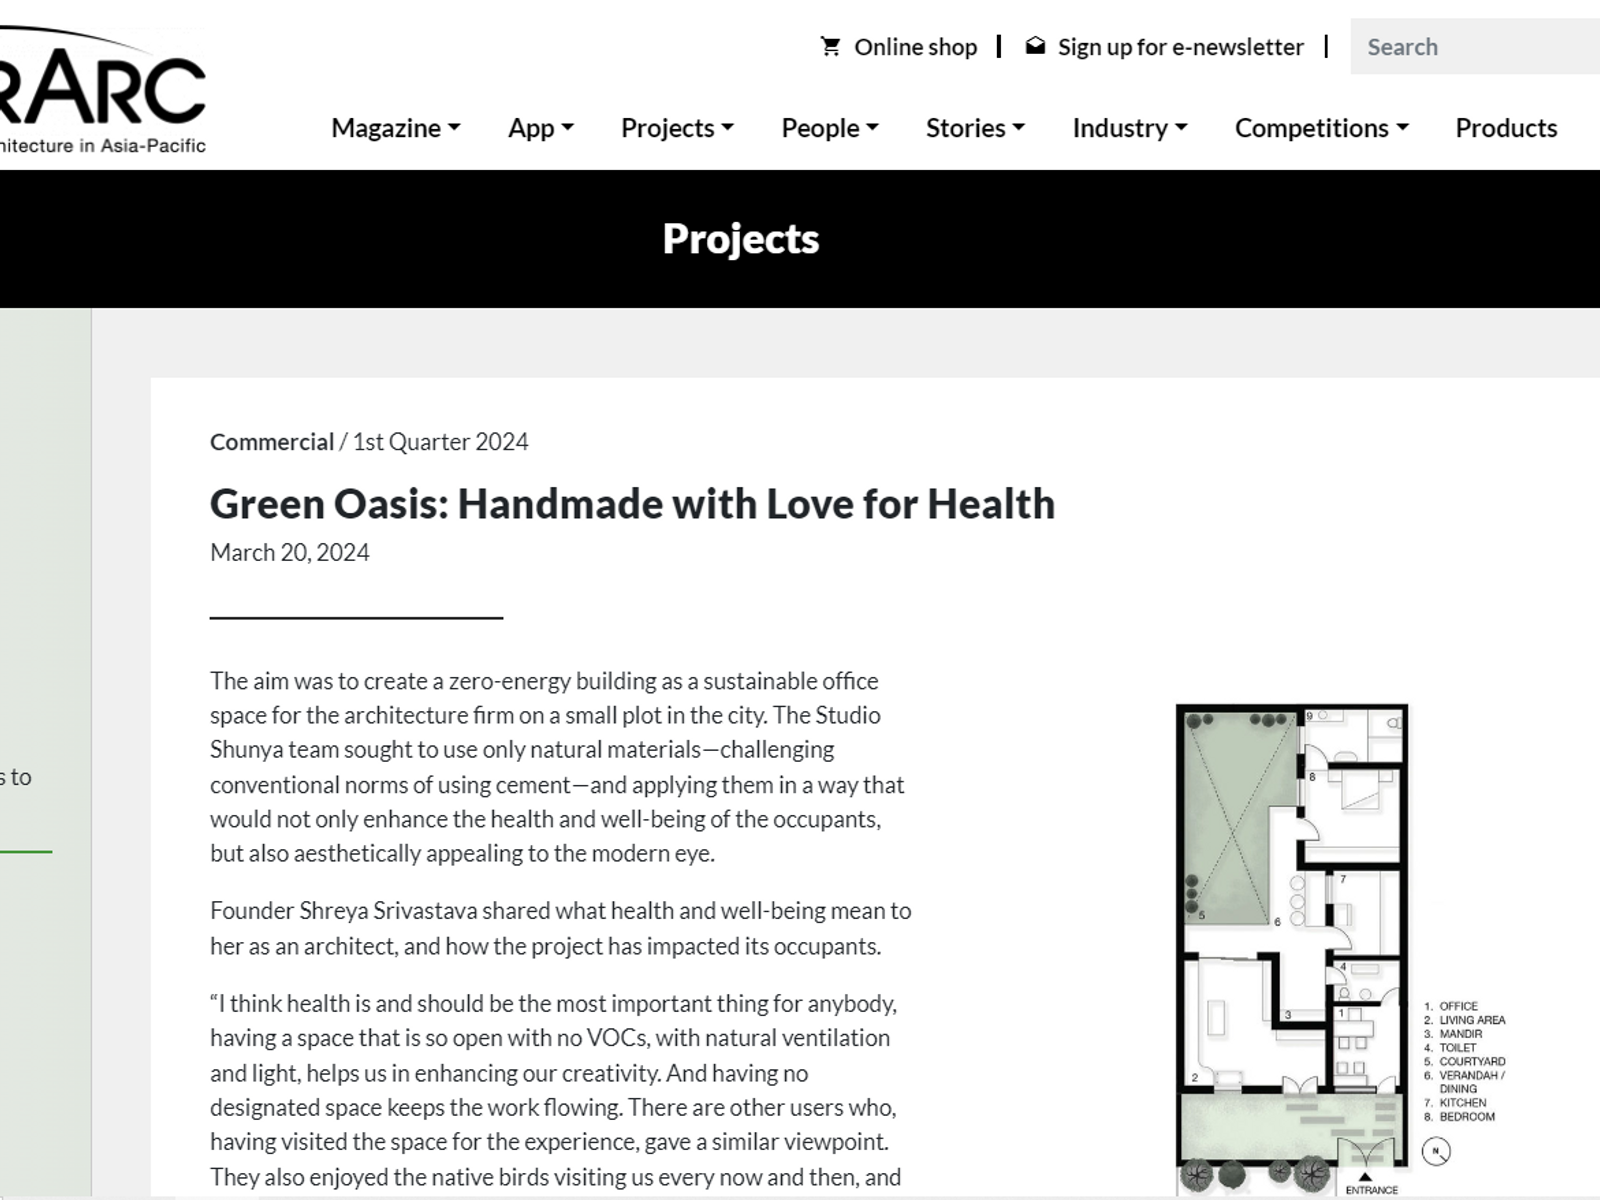 Online shop | Sign up for e-newsletter | Search
RARC
hitecture in Asia-Pacific
Magazine App Projects People Stories Industry Competitions Products
Projects
Commercial / 1st Quarter 2024
Green Oasis: Handmade with Love for Health
March 20, 2024
s to
The aim was to create a zero-energy building as a sustainable office
space for the architecture firm on a small plot in the city. The Studio
Shunya team sought to use only natural materials—challenging
conventional norms of using cement—and applying them in a way that
would not only enhance the health and well-being of the occupants,
but also aesthetically appealing to the modern eye.
Founder Shreya Srivastava shared what health and well-being mean to
her as an architect, and how the project has impacted its occupants.
“I think health is and should be the most important thing for anybody,
having a space that is so open with no VOCs, with natural ventilation
and light, helps us in enhancing our creativity. And having no
designated space keeps the work flowing. There are other users who,
having visited the space for the experience, gave a similar viewpoint.
They also enjoyed the native birds visiting us every now and then, and
9
8
7
5
6
4
3
1
2
1. OFFICE
2. LIVING AREA
3. MANDIR
4. TOILET
5. COURTYARD
6. VERANDAH /
DINING
7. KITCHEN
8. BEDROOM
N
ENTRANCE